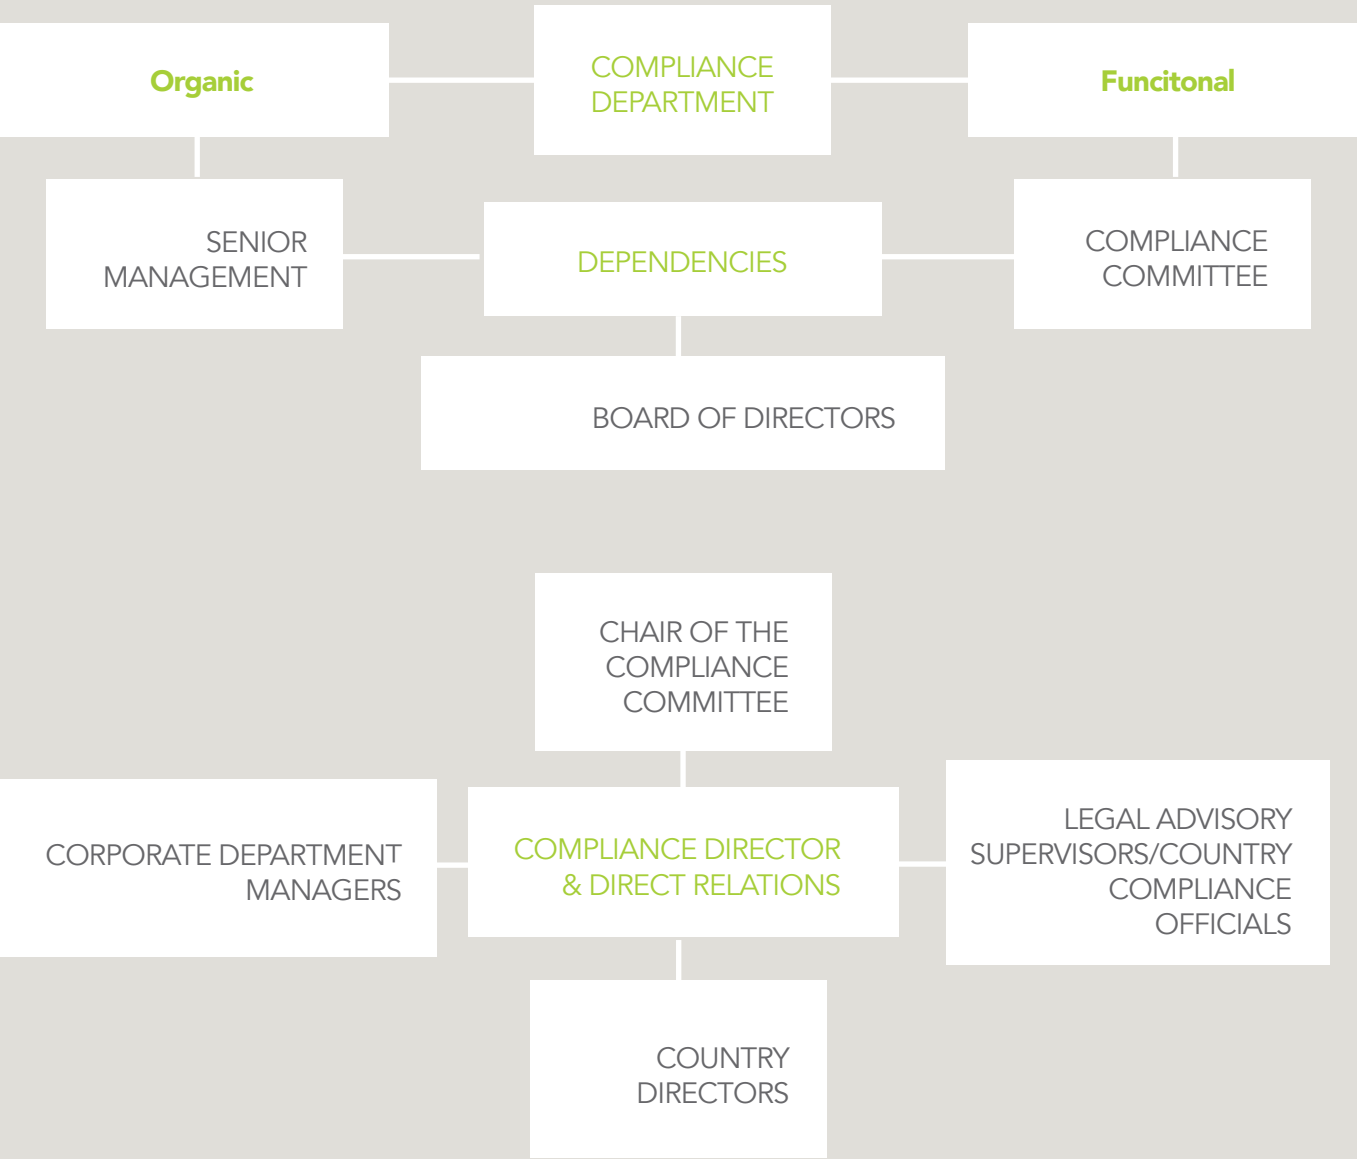 Organic
COMPLIANCE
DEPARTMENT
Funcitonal
SENIOR
MANAGEMENT
DEPENDENCIES
COMPLIANCE
COMMITTEE
BOARD OF DIRECTORS
CHAIR OF THE
COMPLIANCE
COMMITTEE
CORPORATE DEPARTMENT
MANAGERS
COMPLIANCE DIRECTOR
& DIRECT RELATIONS
LEGAL ADVISORY
SUPERVISORS/COUNTRY
COMPLIANCE
OFFICIALS
COUNTRY
DIRECTORS